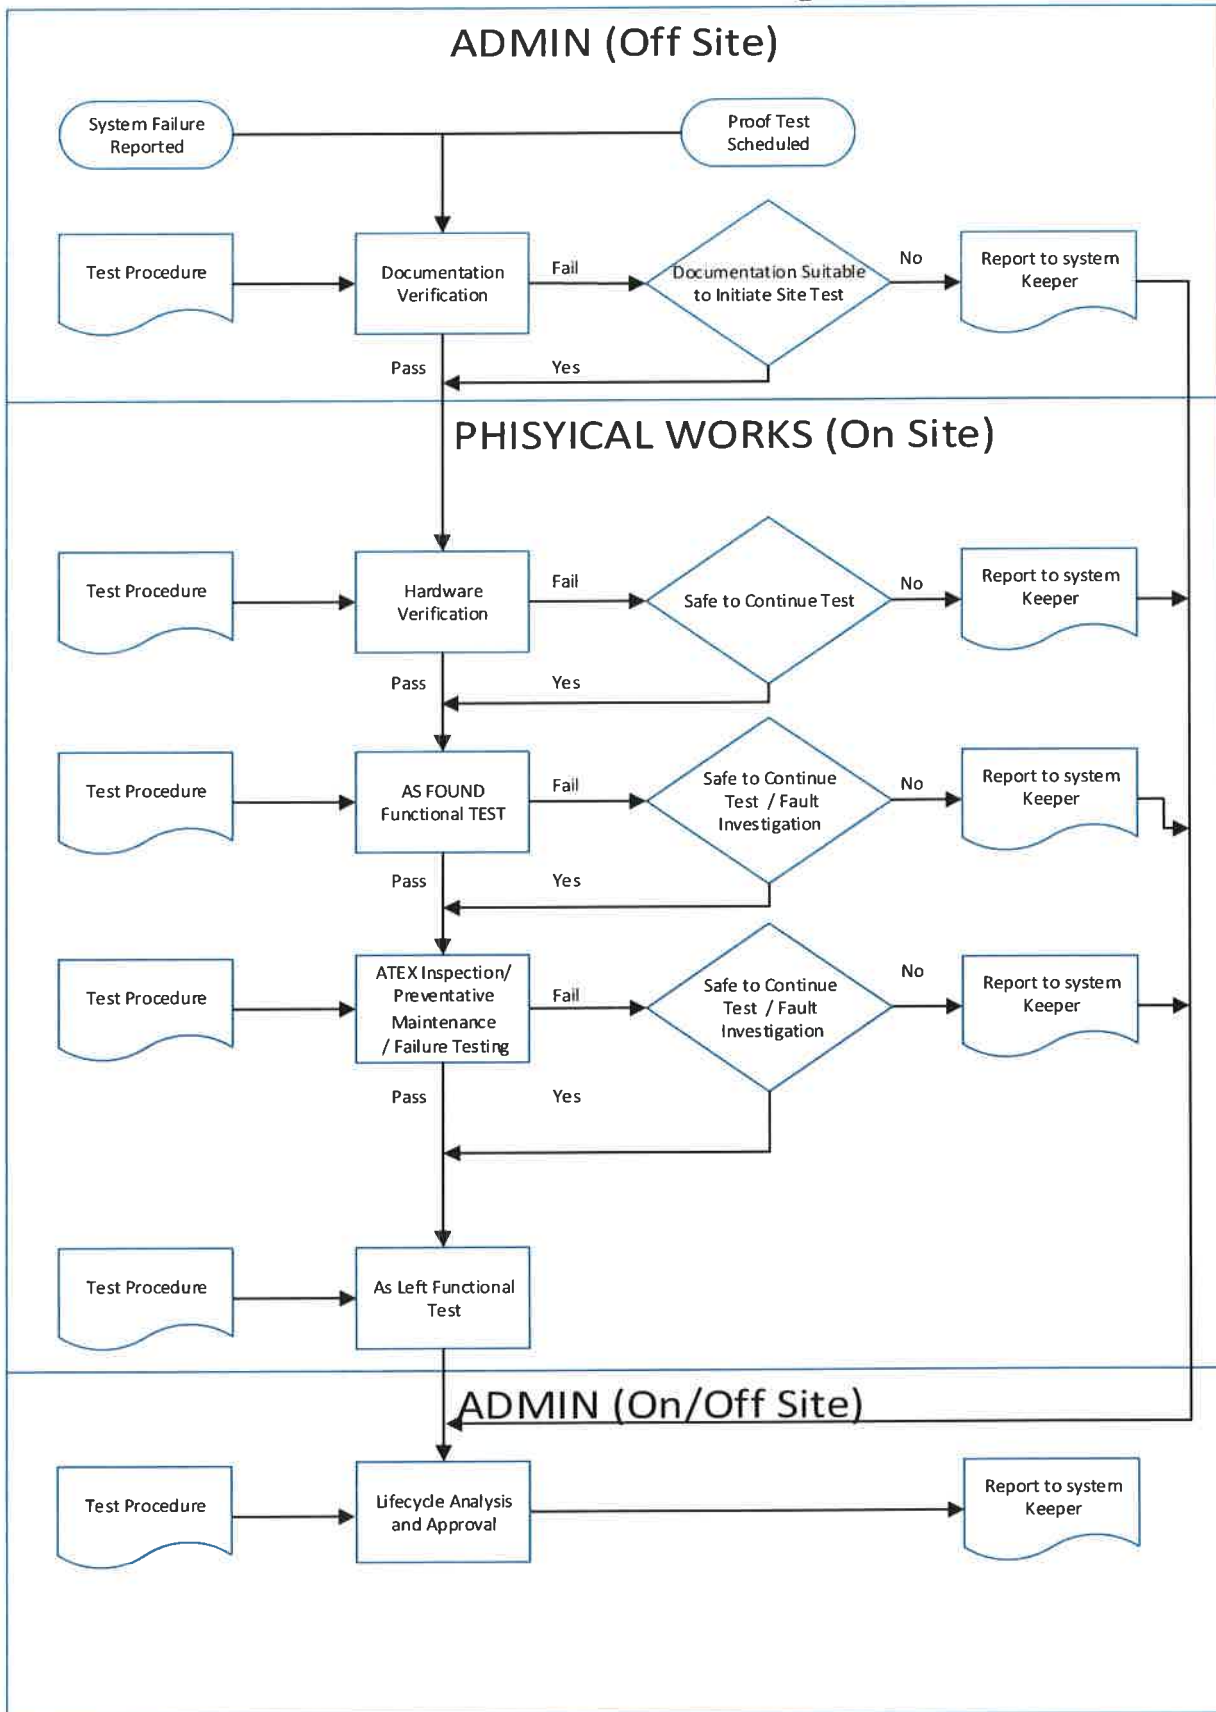 ADMIN (Off Site)
System Failure
Reported
Proof Test
Scheduled
Test Procedure
Documentation
Verification
Fail
Documentation Suitable
to Initiate Site Test
No
Report to system
Keeper
Pass
Yes
PHISYICAL WORKS (On Site)
Test Procedure
Hardware
Verification
Fail
Safe to Continue Test
No
Report to system
Keeper
Pass
Yes
Test Procedure
AS FOUND
Functional TEST
Fail
Safe to Continue
Test / Fault
Investigation
No
Report to system
Keeper
Pass
Yes
Test Procedure
ATEX Inspection/
Preventative
Maintenance
/ Failure Testing
Fail
Safe to Continue
Test / Fault
Investigation
No
Report to system
Keeper
Pass
Yes
Test Procedure
As Left Functional
Test
ADMIN (On/Off Site)
Test Procedure
Lifecycle Analysis
and Approval
Report to system
Keeper